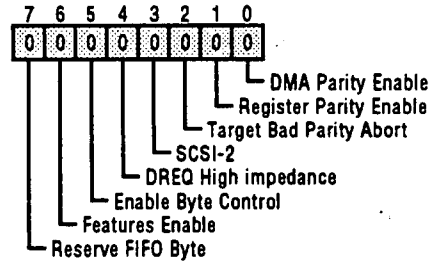 7 6 5 4 3 2 1 0
0 0 0 0 0 0 0 0
DMA Parity Enable
Register Parity Enable
Target Bad Parity Abort
SCSI-2
DREQ High impedance
Enable Byte Control
Features Enable
Reserve FIFO Byte